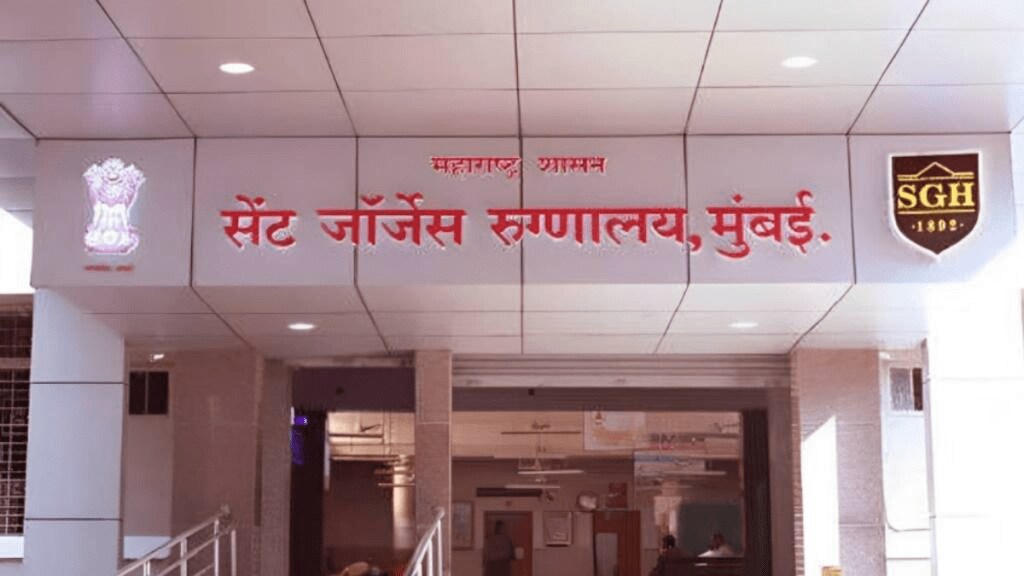 महाराष्ट्र शासन
सेंट जॉर्जेस रुग्णालय, मुंबई.
SGH
·1892·